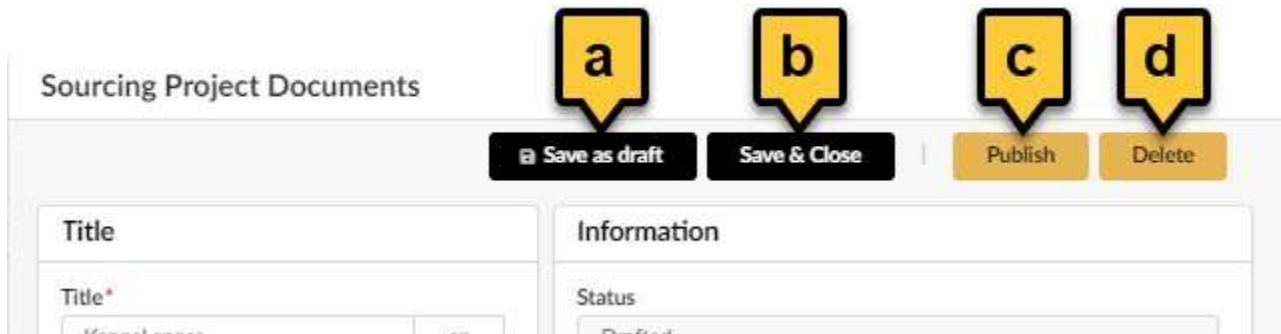 a b c d
Sourcing Project Documents
Save as draft Save & Close Publish Delete
Title Information
Title* Status